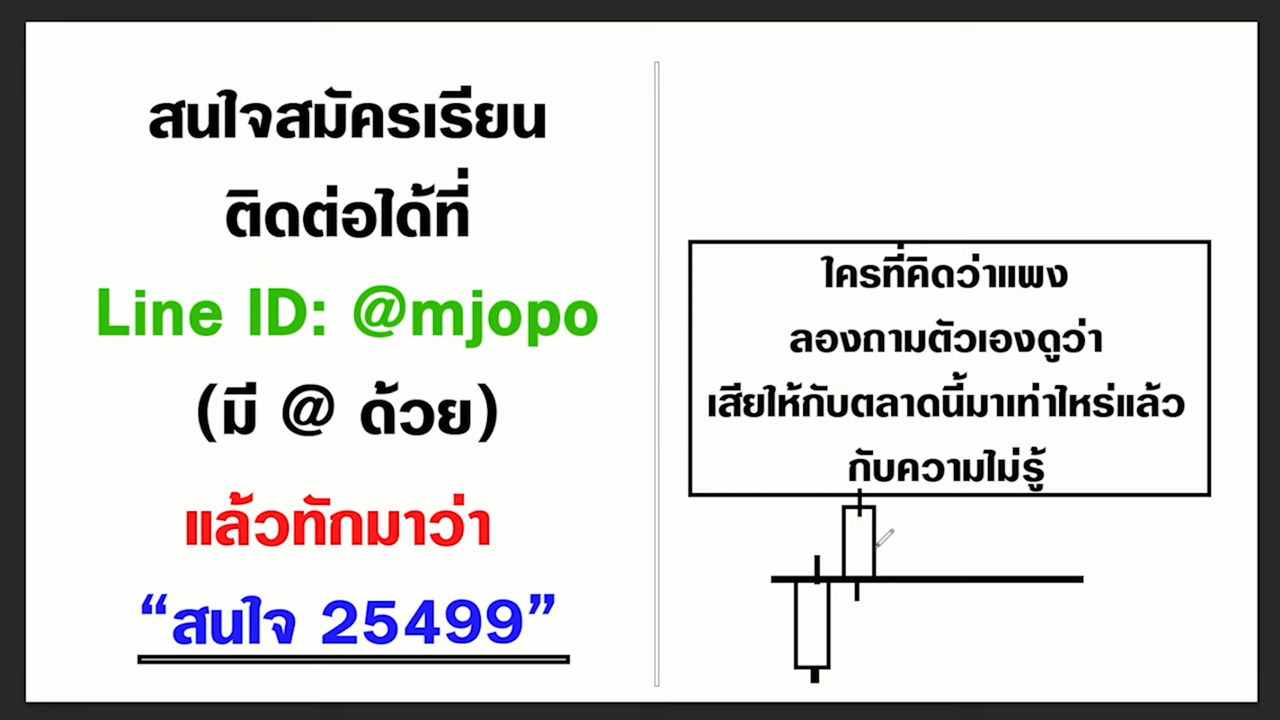 สนใจสมัครเรียน
ติดต่อได้ที่
Line ID: @mjopo
(มี @ ด้วย)
แล้วทักมาว่า
“สนใจ 25499”
ใครที่คิดว่าแพง
ลองถามตัวเองดูว่า
เสียให้กับตลาดนี้มาเท่าไหร่แล้ว
กับความไม่รู้